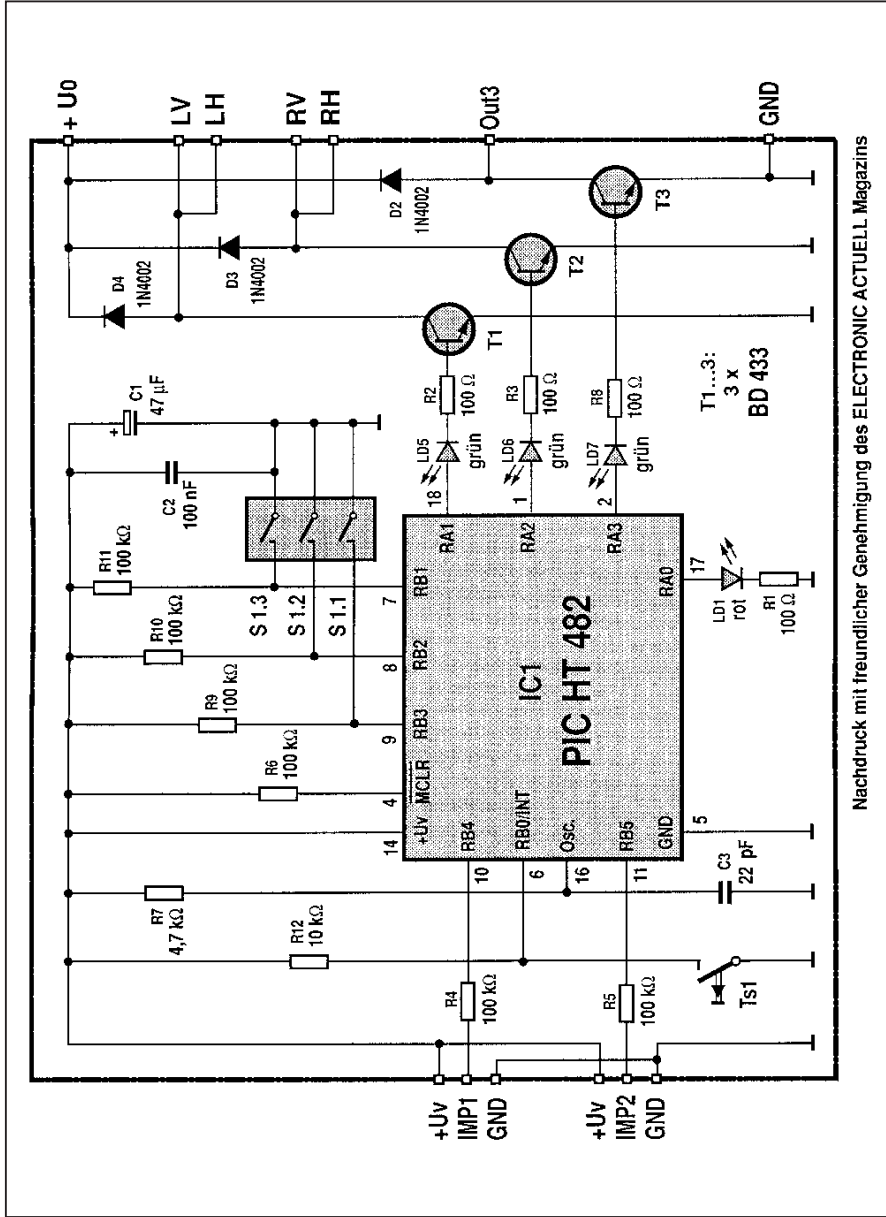 + U0
LV
LH
RV
RH
Out3
GND
D4
1N4002
D3
1N4002
D2
1N4002
C1
+
47 µF
C2
100 nF
R11
100 kΩ
R10
100 kΩ
R9
100 kΩ
R6
100 kΩ
R7
4,7 kΩ
R12
10 kΩ
S 1.3
S 1.2
S 1.1
T1
T2
T3
R2
100 Ω
R3
100 Ω
R8
100 Ω
LD5
grün
LD6
grün
LD7
grün
T1...3:
3 x
BD 433
14
4
9
8
7
18
1
2
17
10
6
16
11
5
+Uv
MCLR
RB3
RB2
RB1
RA1
RA2
RA3
RA0
RB4
RB0/INT
Osc.
RB5
GND
IC1
PIC HT 482
LD1
rot
R1
100 Ω
R4
100 kΩ
R5
100 kΩ
C3
22 pF
Ts1
+Uv
IMP1
GND
+Uv
IMP2
GND
Nachdruck mit freundlicher Genehmigung des ELECTRONIC ACTUELL Magazins